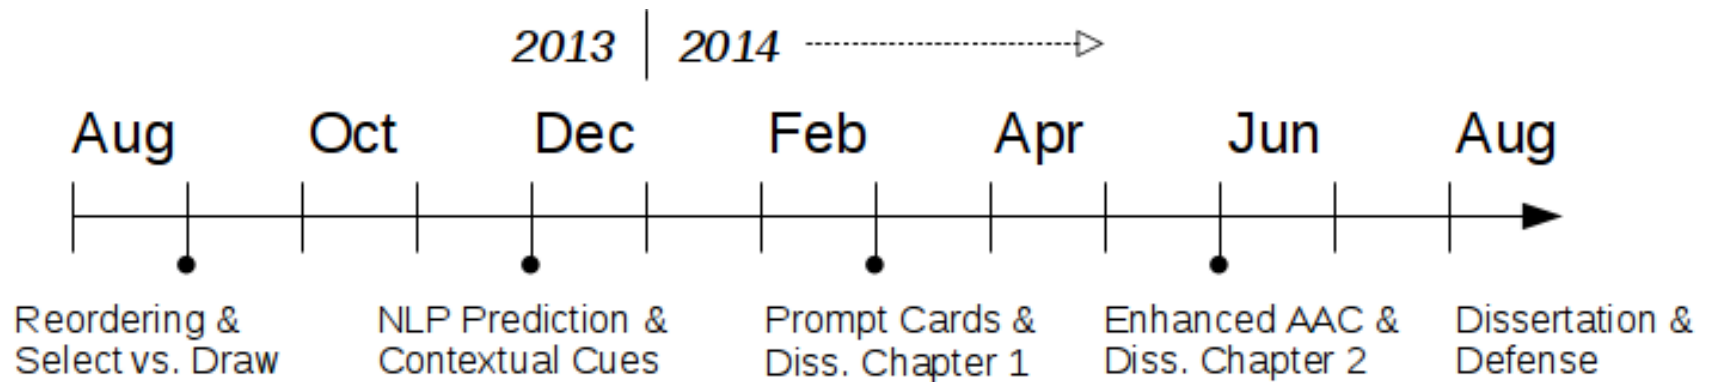 2013 2014
Aug Oct Dec Feb Apr Jun Aug
Reordering &
Select vs. Draw
NLP Prediction &
Contextual Cues
Prompt Cards &
Diss. Chapter 1
Enhanced AAC &
Diss. Chapter 2
Dissertation &
Defense